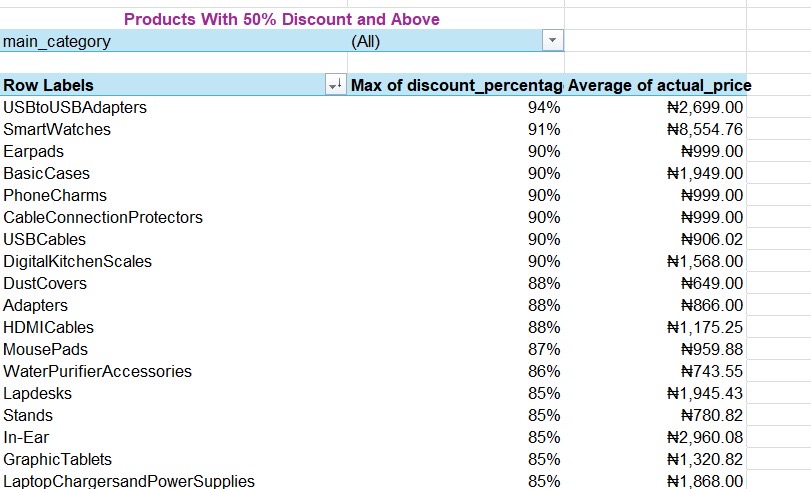 Products With 50% Discount and Above
main_category (All)
Row Labels Max of discount_percentag Average of actual_price
USBtoUSBAdapters 94% ₦2,699.00
SmartWatches 91% ₦8,554.76
Earpads 90% ₦999.00
BasicCases 90% ₦1,949.00
PhoneCharms 90% ₦999.00
CableConnectionProtectors 90% ₦999.00
USBCables 90% ₦906.02
DigitalKitchenScales 90% ₦1,568.00
DustCovers 88% ₦649.00
Adapters 88% ₦866.00
HDMICables 88% ₦1,175.25
MousePads 87% ₦959.88
WaterPurifierAccessories 86% ₦743.55
Lapdesks 85% ₦1,945.43
Stands 85% ₦780.82
In-Ear 85% ₦2,960.08
GraphicTablets 85% ₦1,320.82
LaptopChargersandPowerSupplies 85% ₦1,868.00